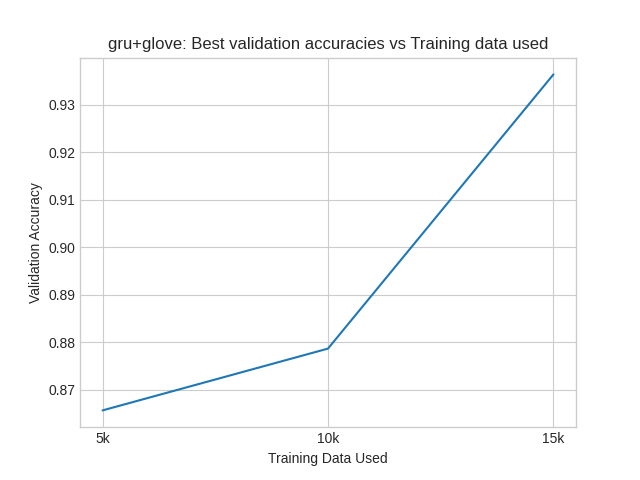 gru+glove: Best validation accuracies vs Training data used
Validation Accuracy
0.93
0.92
0.91
0.90
0.89
0.88
0.87
5k 10k 15k
Training Data Used